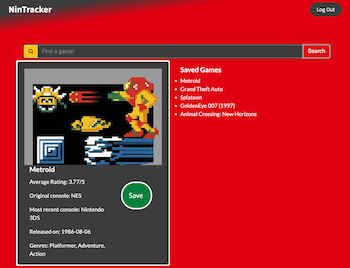 NinTracker
Log Out
Find a game!
Search
Saved Games
Metroid
Grand Theft Auto
Splatoon
GoldenEye 007 (1997)
Animal Crossing: New Horizons
Metroid
Average Rating: 3.77/5
Original console: NES
Most recent console: Nintendo
3DS
Released on: 1986-08-06
Genres: Platformer, Adventure,
Action
Save